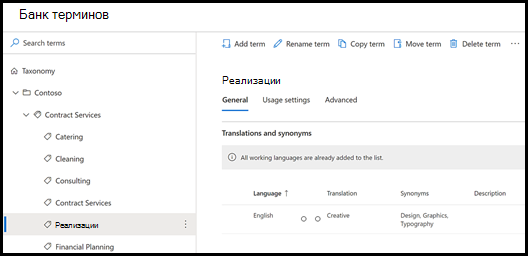 Банк терминов
Search terms
Add term Rename term Copy term Move term Delete term ...
Taxonomy
Contoso
Contract Services
Catering
Cleaning
Consulting
Contract Services
Реализации
Financial Planning
Реализации
General Usage settings Advanced
Translations and synonyms
All working languages are already added to the list.
Language ↑ Translation Synonyms Description
English Creative Design, Graphics,
Typography